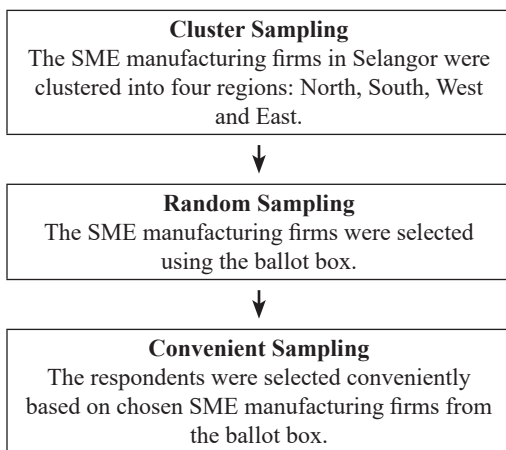 Cluster Sampling
The SME manufacturing firms in Selangor were
clustered into four regions: North, South, West
and East.
Random Sampling
The SME manufacturing firms were selected
using the ballot box.
Convenient Sampling
The respondents were selected conveniently
based on chosen SME manufacturing firms from
the ballot box.